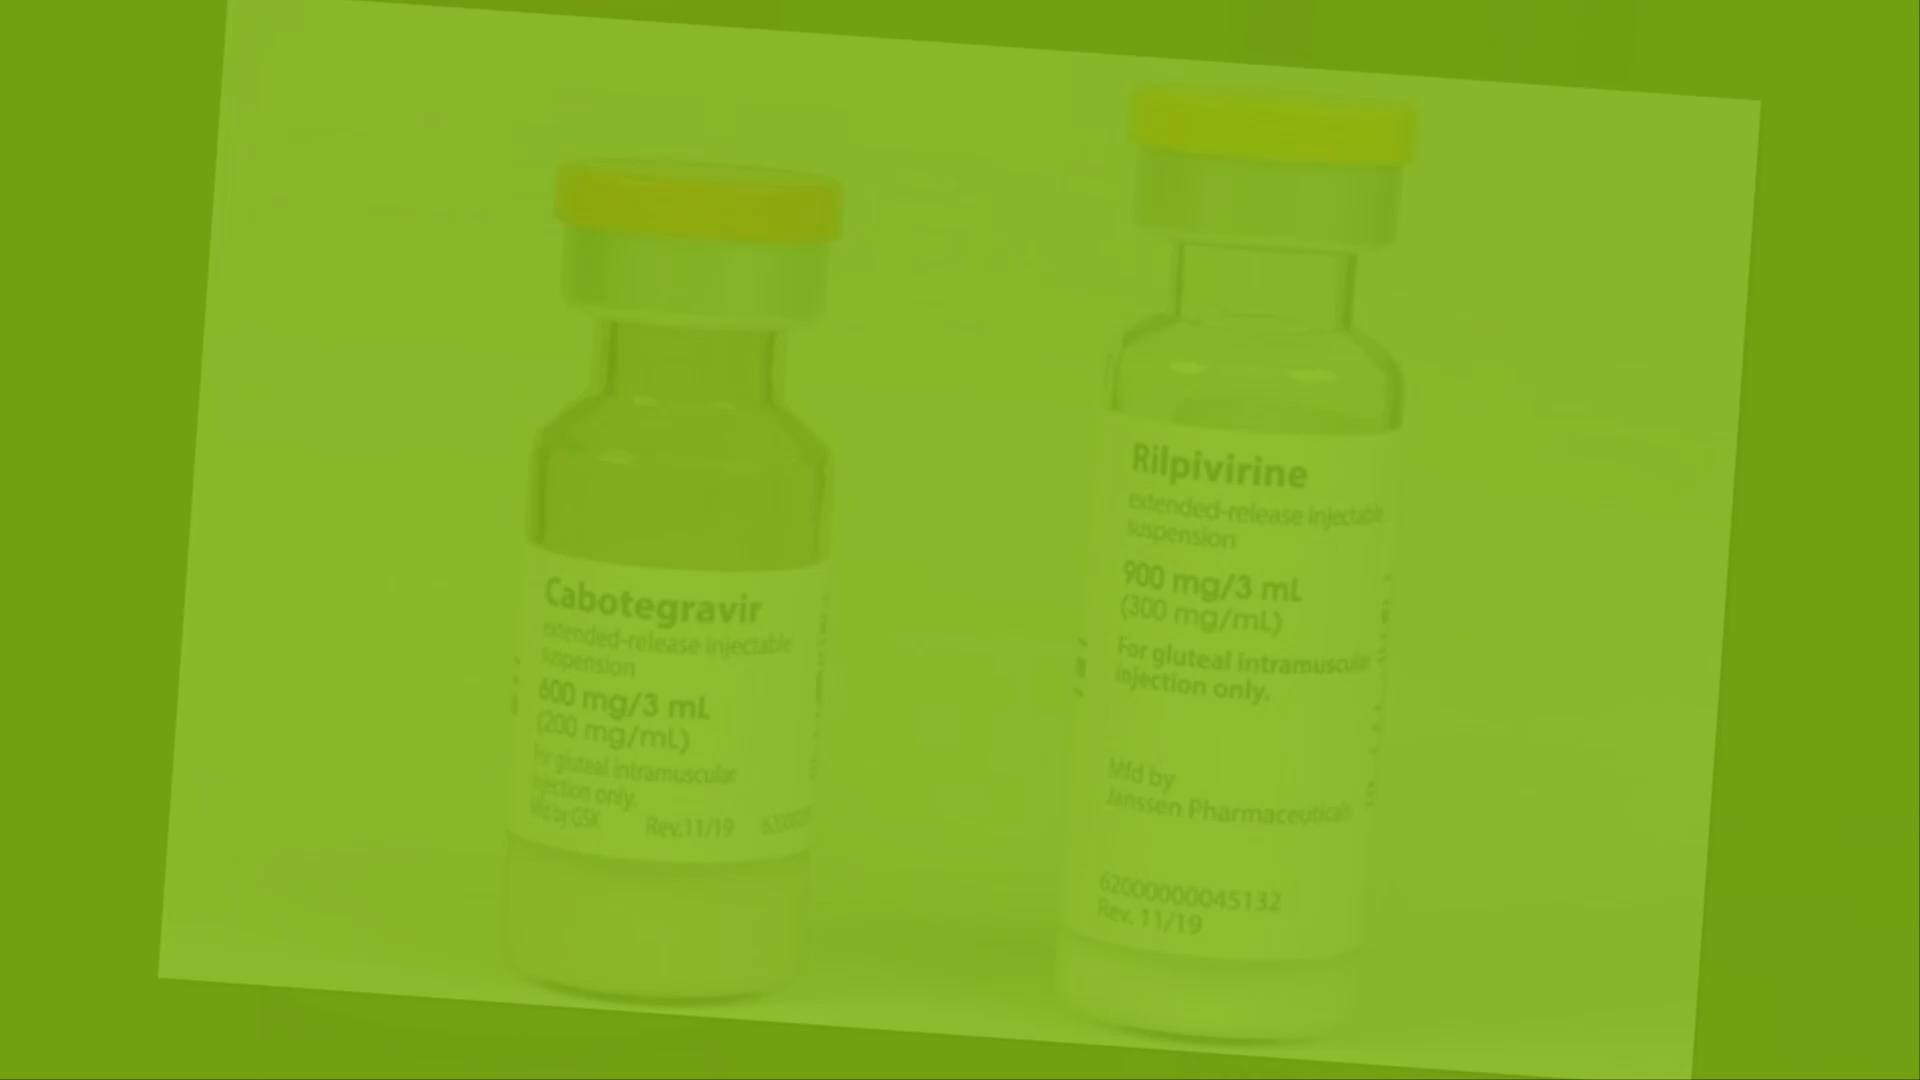 Cabotegravir
extended-release injectable
suspension
600 mg/3 mL
(200 mg/mL)
For gluteal intramuscular
injection only.
Mfd by GSK Rev.11/19
Rilpivirine
extended-release injectable
suspension
900 mg/3 mL
(300 mg/mL)
For gluteal intramuscular
injection only.
Mfd by
Janssen Pharmaceuticals
62000000045132
Rev. 11/19